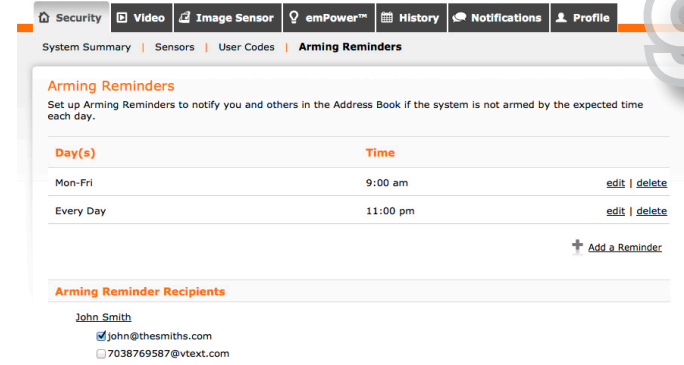 Security Video Image Sensor emPower™ History Notifications Profile
System Summary | Sensors | User Codes | Arming Reminders
Arming Reminders
Set up Arming Reminders to notify you and others in the Address Book if the system is not armed by the expected time
each day.
Day(s) Time
Mon-Fri 9:00 am edit | delete
Every Day 11:00 pm edit | delete
Add a Reminder
Arming Reminder Recipients
John Smith
john@thesmiths.com
7038769587@vtext.com